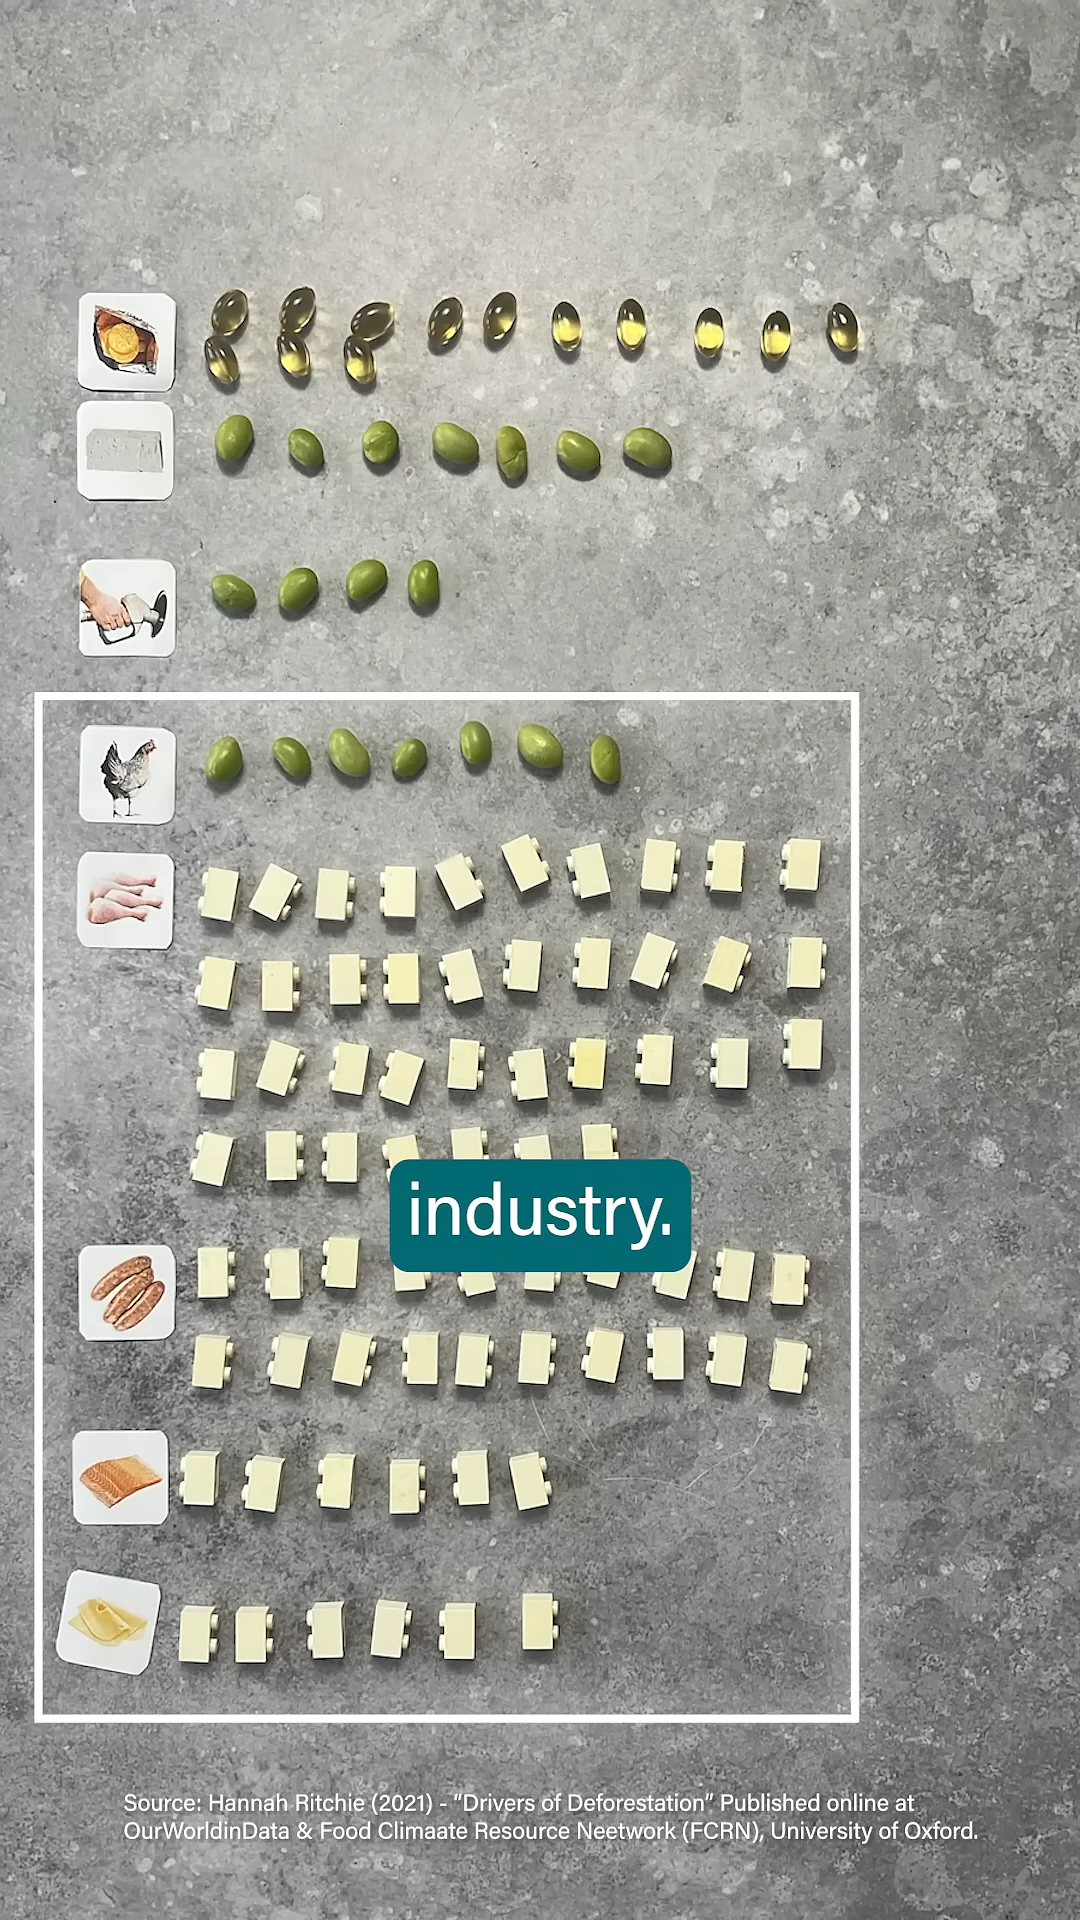 industry.
Source: Hannah Ritchie (2021) - “Drivers of Deforestation” Published online at
OurWorldinData & Food Climaate Resource Neetwork (FCRN), University of Oxford.